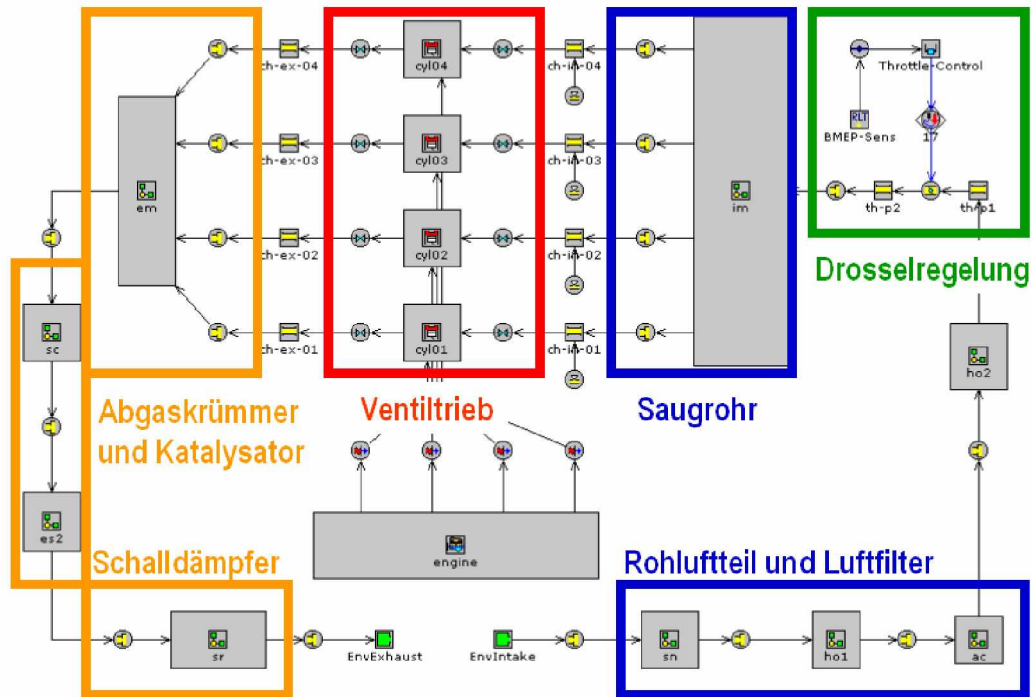 ch-ex-04
cyl04
ch-in-04
Throttle-Control
RLT
BMEP-Sens
17
ch-ex-03
cyl03
ch-in-03
em
im
th-p2
th-p1
ch-ex-02
cyl02
ch-in-02
Drosselregelung
sc
ch-ex-01
cyl01
ch-in-01
ho2
Abgaskrümmer
und Katalysator
Ventiltrieb
Saugrohr
es2
Schalldämpfer
engine
Rohluftteil und Luftfilter
sr
EnvExhaust
EnvIntake
sn
ho1
ac